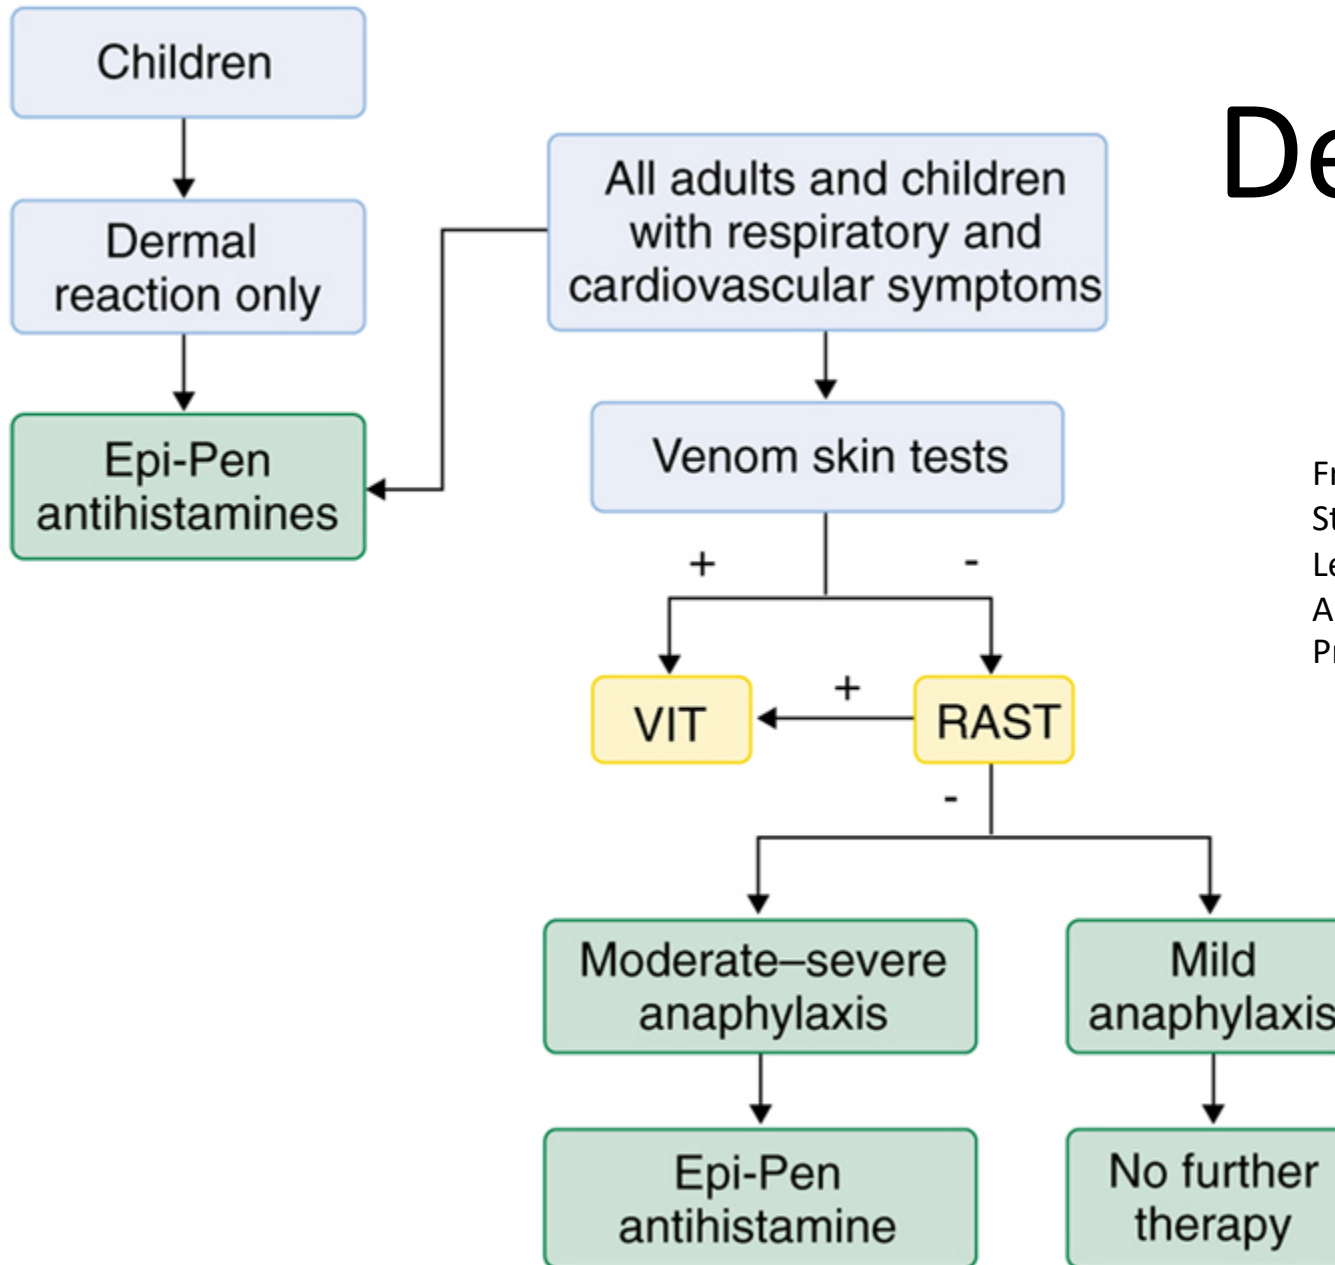 Children
Dermal
reaction only
Epi-Pen
antihistamines
All adults and children
with respiratory and
cardiovascular symptoms
Venom skin tests
+
-
VIT
+
RAST
-
Moderate–severe
anaphylaxis
Mild
anaphylaxis
Epi-Pen
antihistamine
No further
therapy